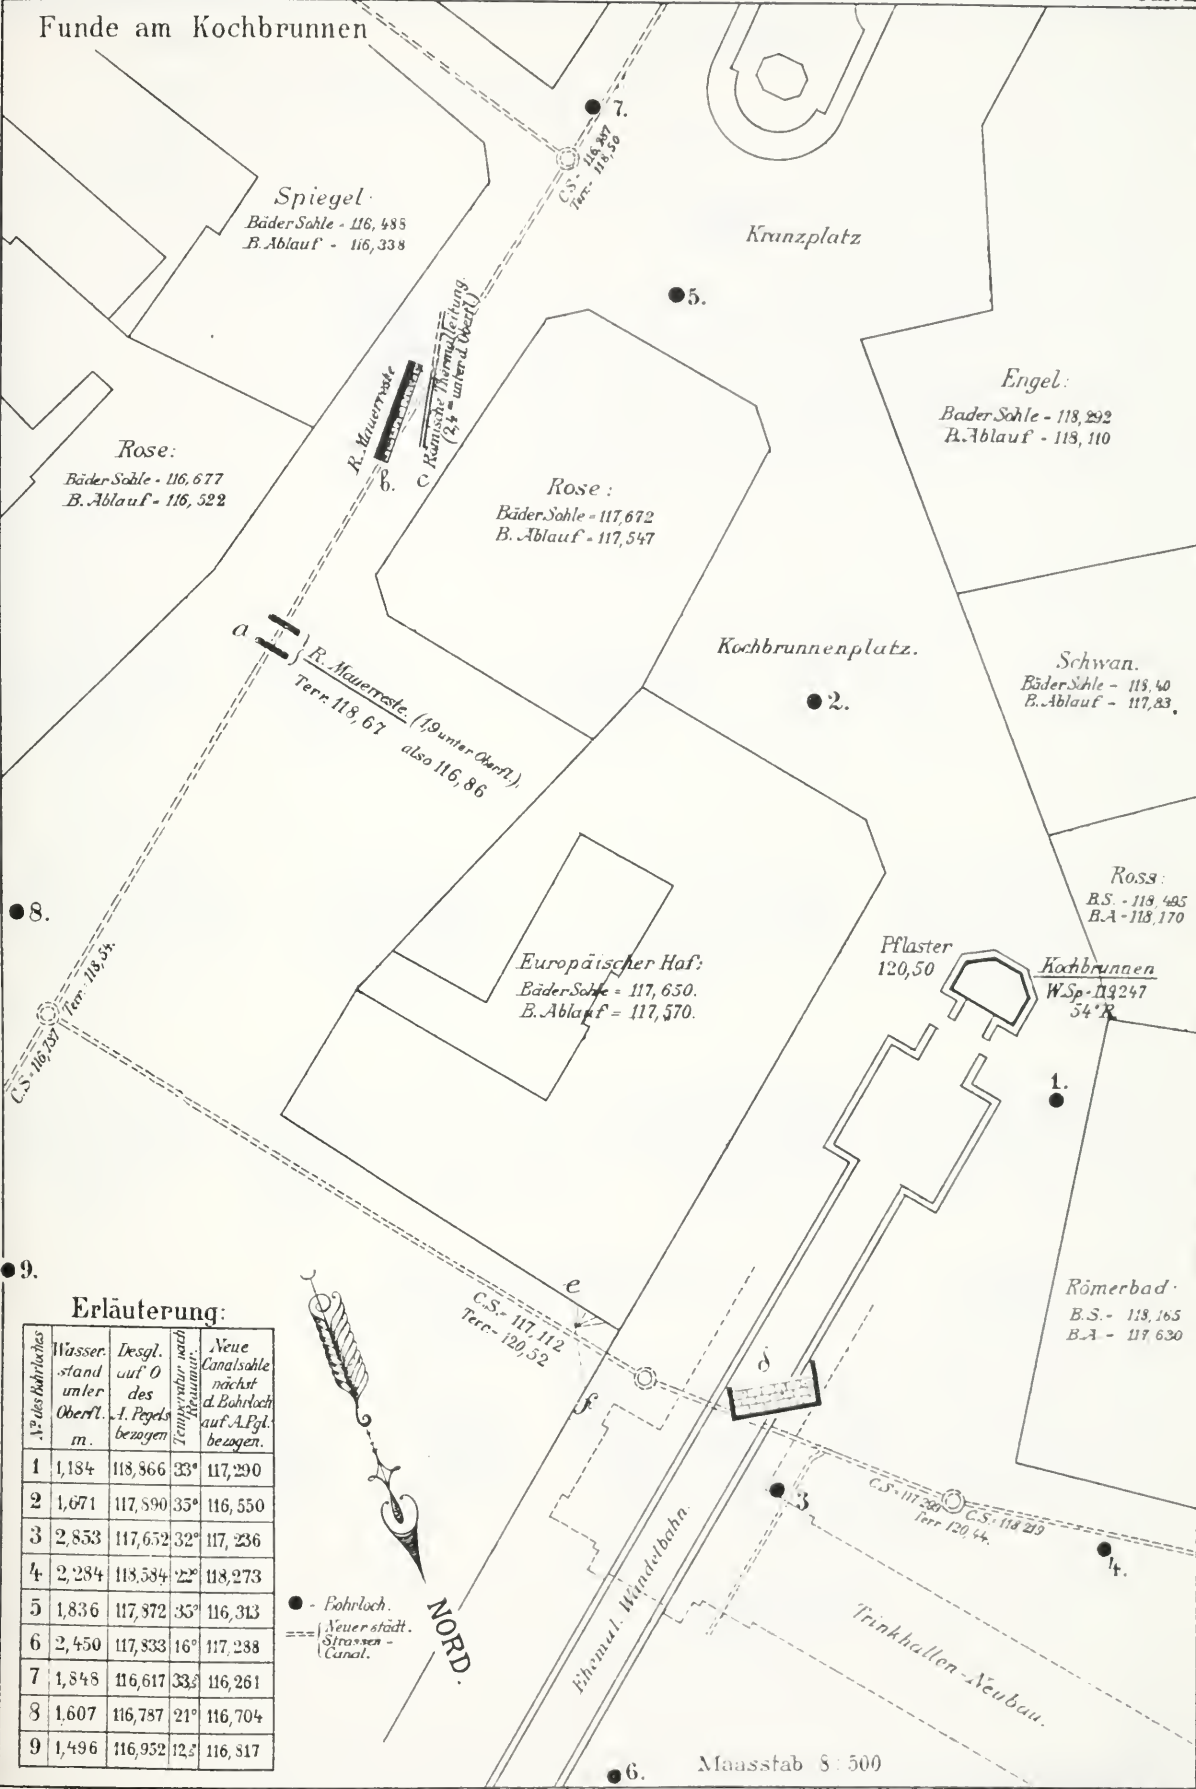 Funde am Kochbrunnen
7.
C.S = 116,287
Terr. = 118,50
Spiegel:
Bäder Sohle - 116,488
B. Ablauf - 116,338
Kranzplatz
5.
R. Mauerreste
Römische Thermalleitung.
(2,4 m unter d. Oberfl.)
b.
c
Engel:
Bäder Sohle - 118,292
B. Ablauf - 118,110
Rose:
Bäder Sohle - 116,677
B. Ablauf - 116,522
Rose:
Bäder Sohle = 117,672
B. Ablauf - 117,547
a
R. Mauerreste. (1,9 unter Oberfl.).
Terr. 118,67 also 116,86
Kochbrunnenplatz.
2.
Schwan.
Bäder Sohle - 118,40
B. Ablauf - 117,83.
Ross:
B.S. - 118,495
B.A - 118,170
8.
Terr. 118,54.
C.S = 116,737
Europäischer Hof:
Bäder Sohle = 117,650.
B. Ablauf = 117,570.
Pflaster
120,50
Kochbrunnen
W.Sp - 119247
54° R.
1.
9.
Römerbad.
B.S. - 118,165
B.A - 117,630
e
C.S. = 117,112
Terr. - 120,52
f
d
3
C.S = 117,299
C.S. = 118 219
Terr 120,44.
4.
Ehemal. Wandelbahn.
Trinkhallen-Neubau.
NORD.
Erläuterung:
Nº des Bohrloches | Wasserstand unter Oberfl. m. | Desgl. auf O des A. Pegels bezogen | Temperatur nach Reaumur. | Neue Canalsohle nächst d. Bohrloch auf A. Pgl. bezogen.
1 1,184 118,866 33° 117,290
2 1,671 117,890 35° 116,550
3 2,853 117,652 32° 117,236
4 2,284 118,584 22° 118,273
5 1,836 117,872 35° 116,313
6 2,450 117,833 16° 117,288
7 1,848 116,617 33,5 116,261
8 1,607 116,787 21° 116,704
9 1,496 116,952 12,5° 116,817
- Bohrloch.
Neuer städt.
Strassen-
Canal.
6.
Maasstab 8:500